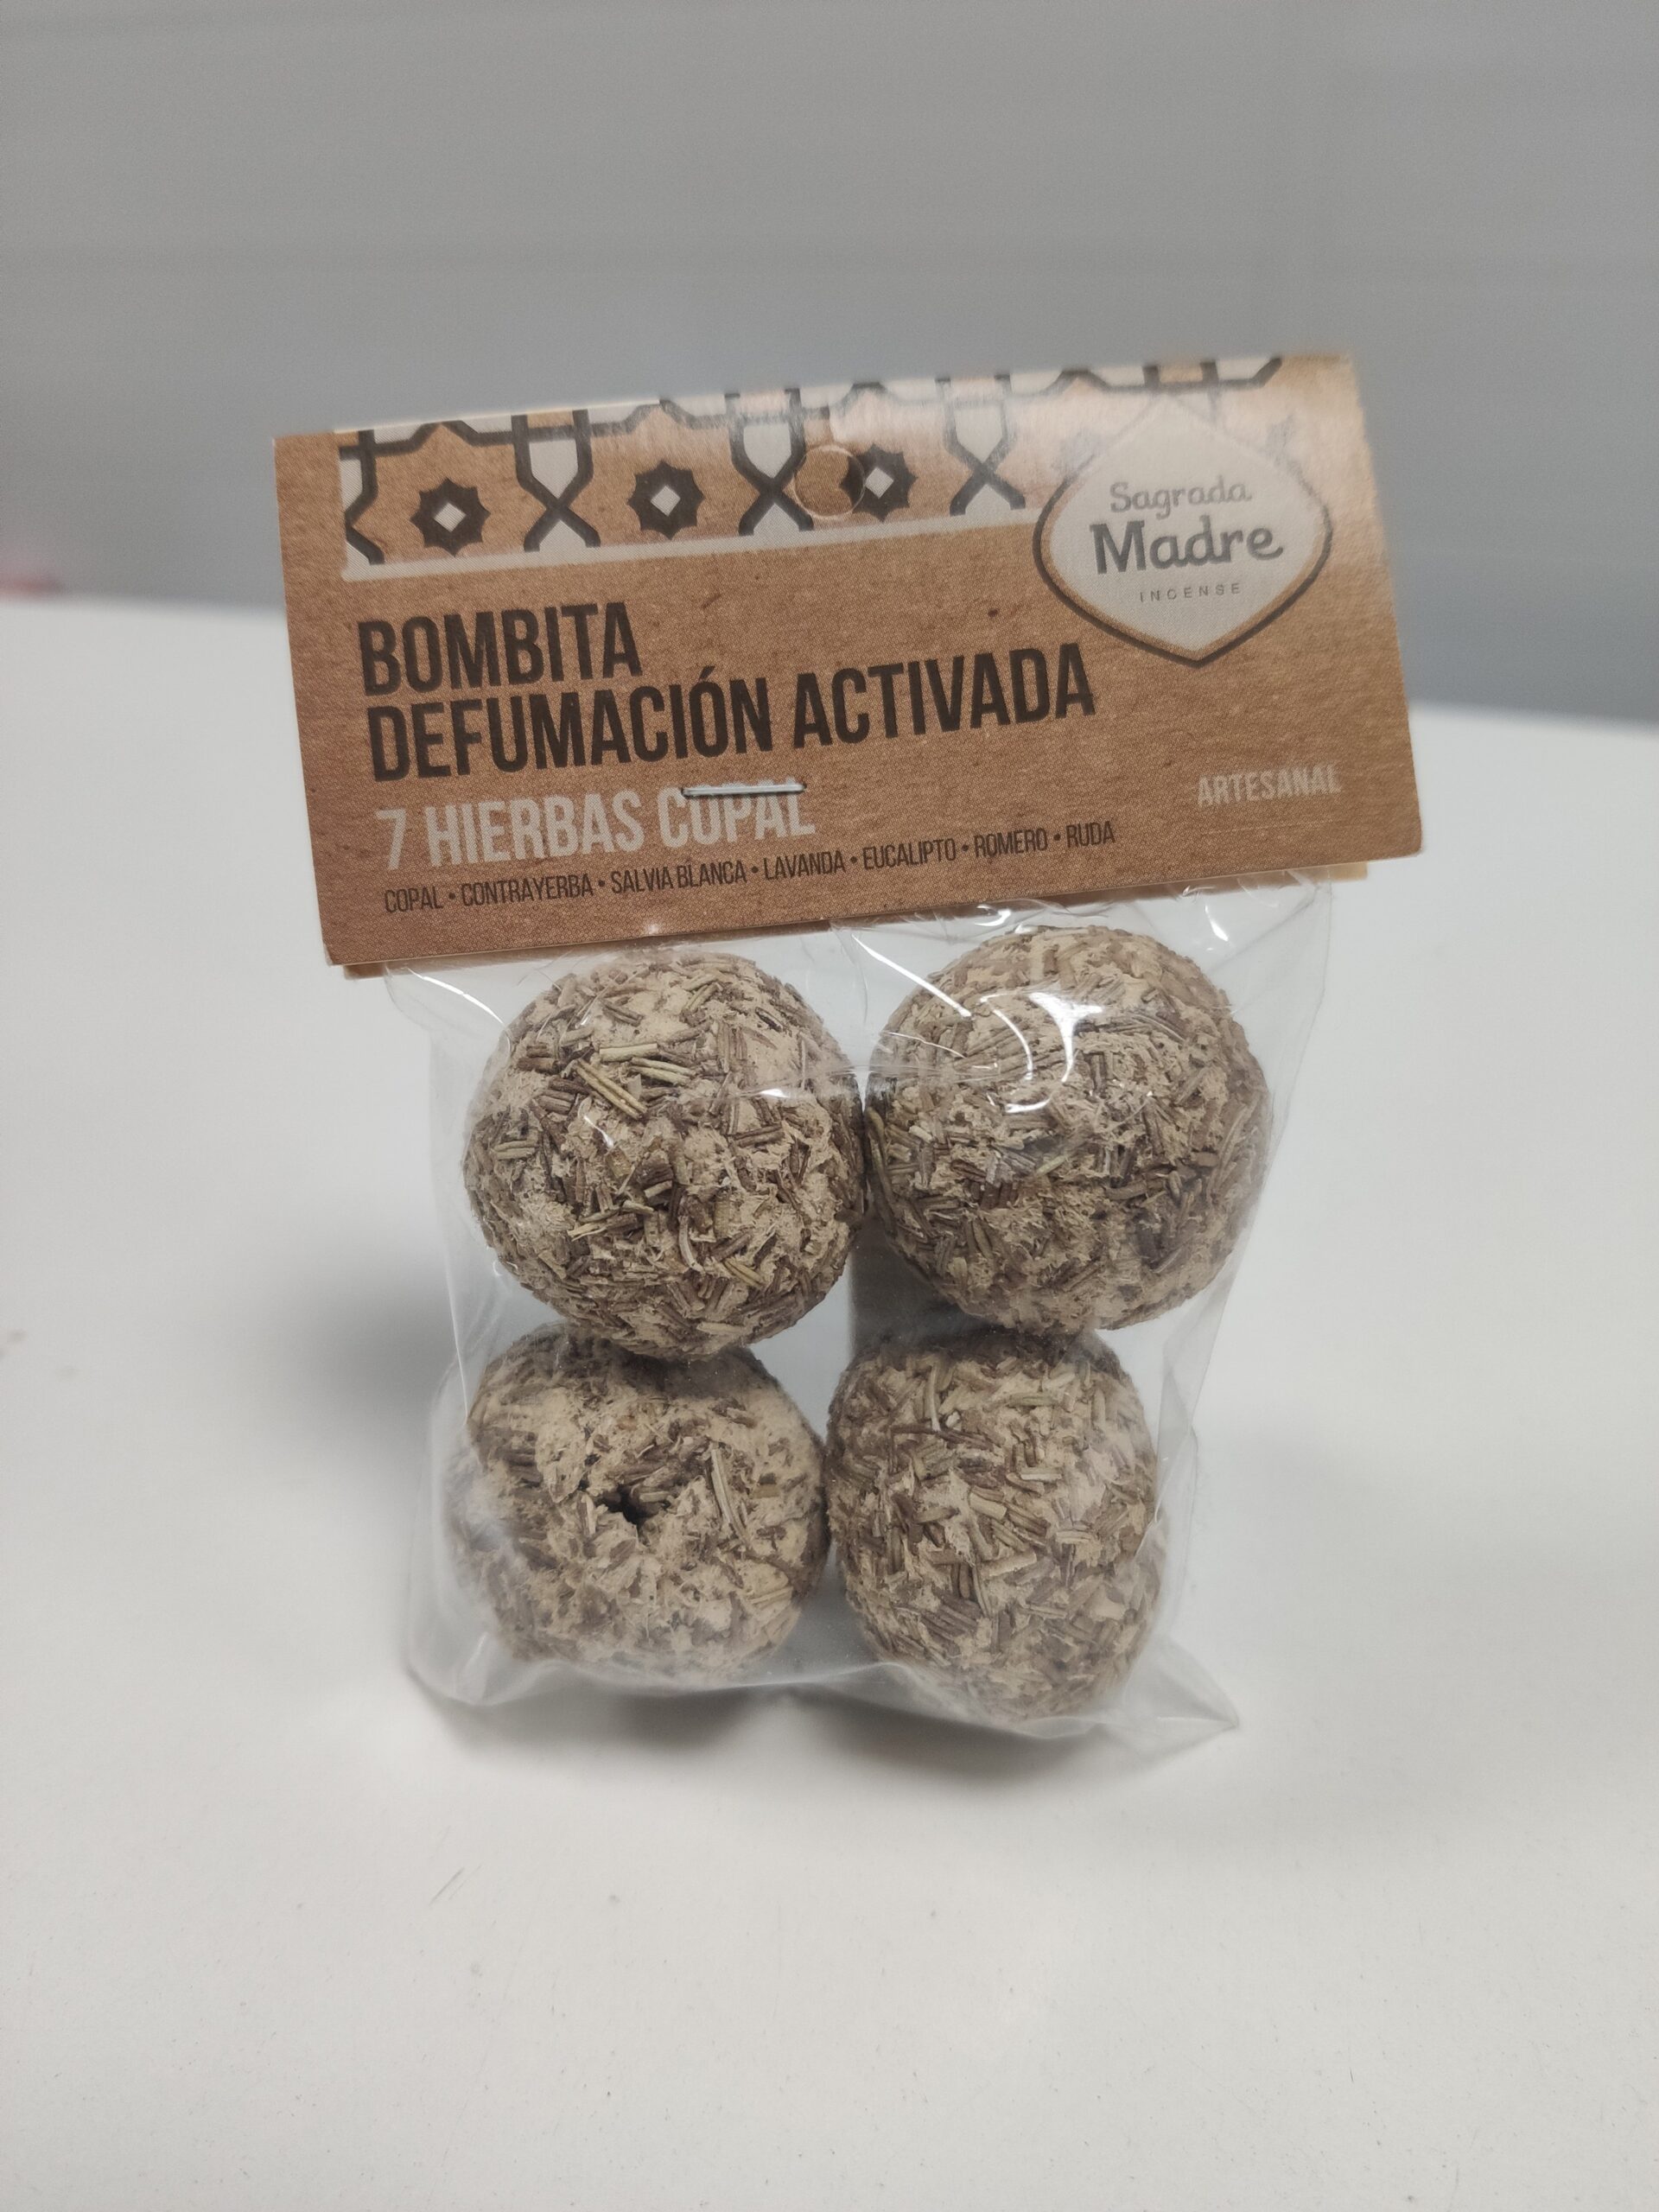 Sagrada
Madre
INCENSE
BOMBITA
DEFUMACIÓN ACTIVADA
7 HIERBAS COPAL
ARTESANAL
COPAL • CONTRAYERBA • SALVIA BLANCA • LAVANDA • EUCALIPTO • ROMERO • RUDA